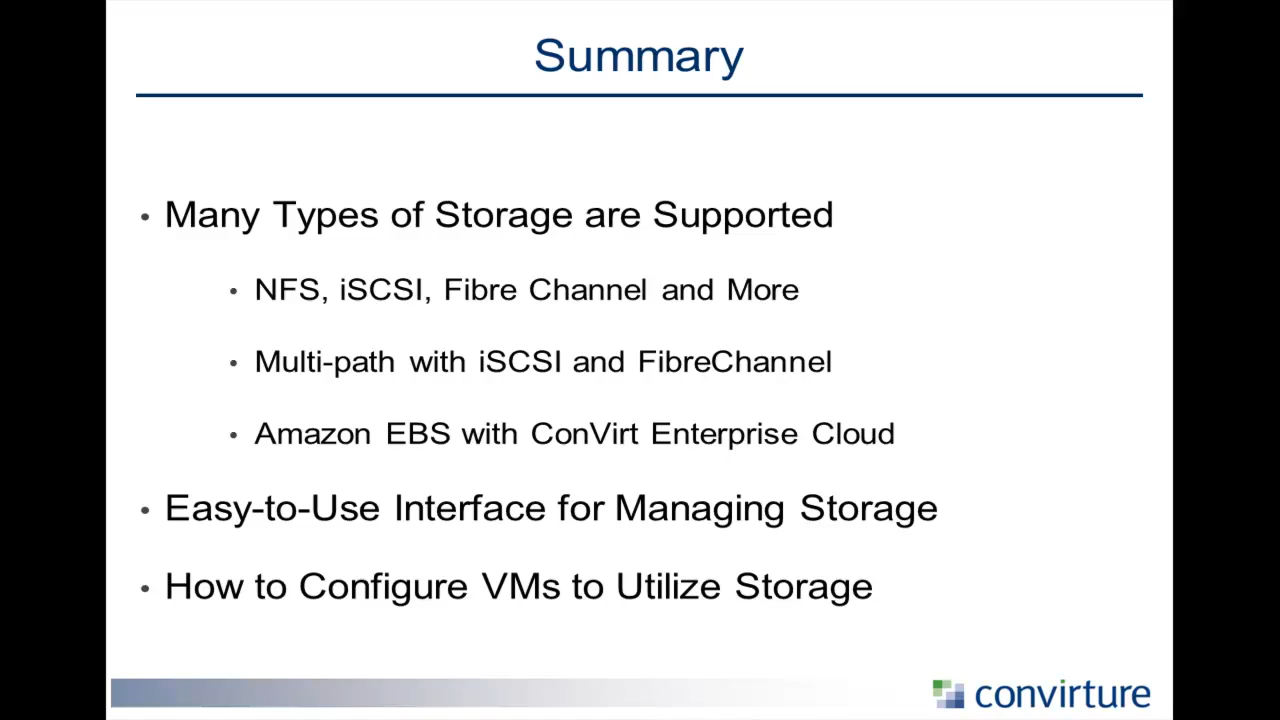 Summary
• Many Types of Storage are Supported
• NFS, iSCSI, Fibre Channel and More
• Multi-path with iSCSI and FibreChannel
• Amazon EBS with ConVirt Enterprise Cloud
• Easy-to-Use Interface for Managing Storage
• How to Configure VMs to Utilize Storage
convirture